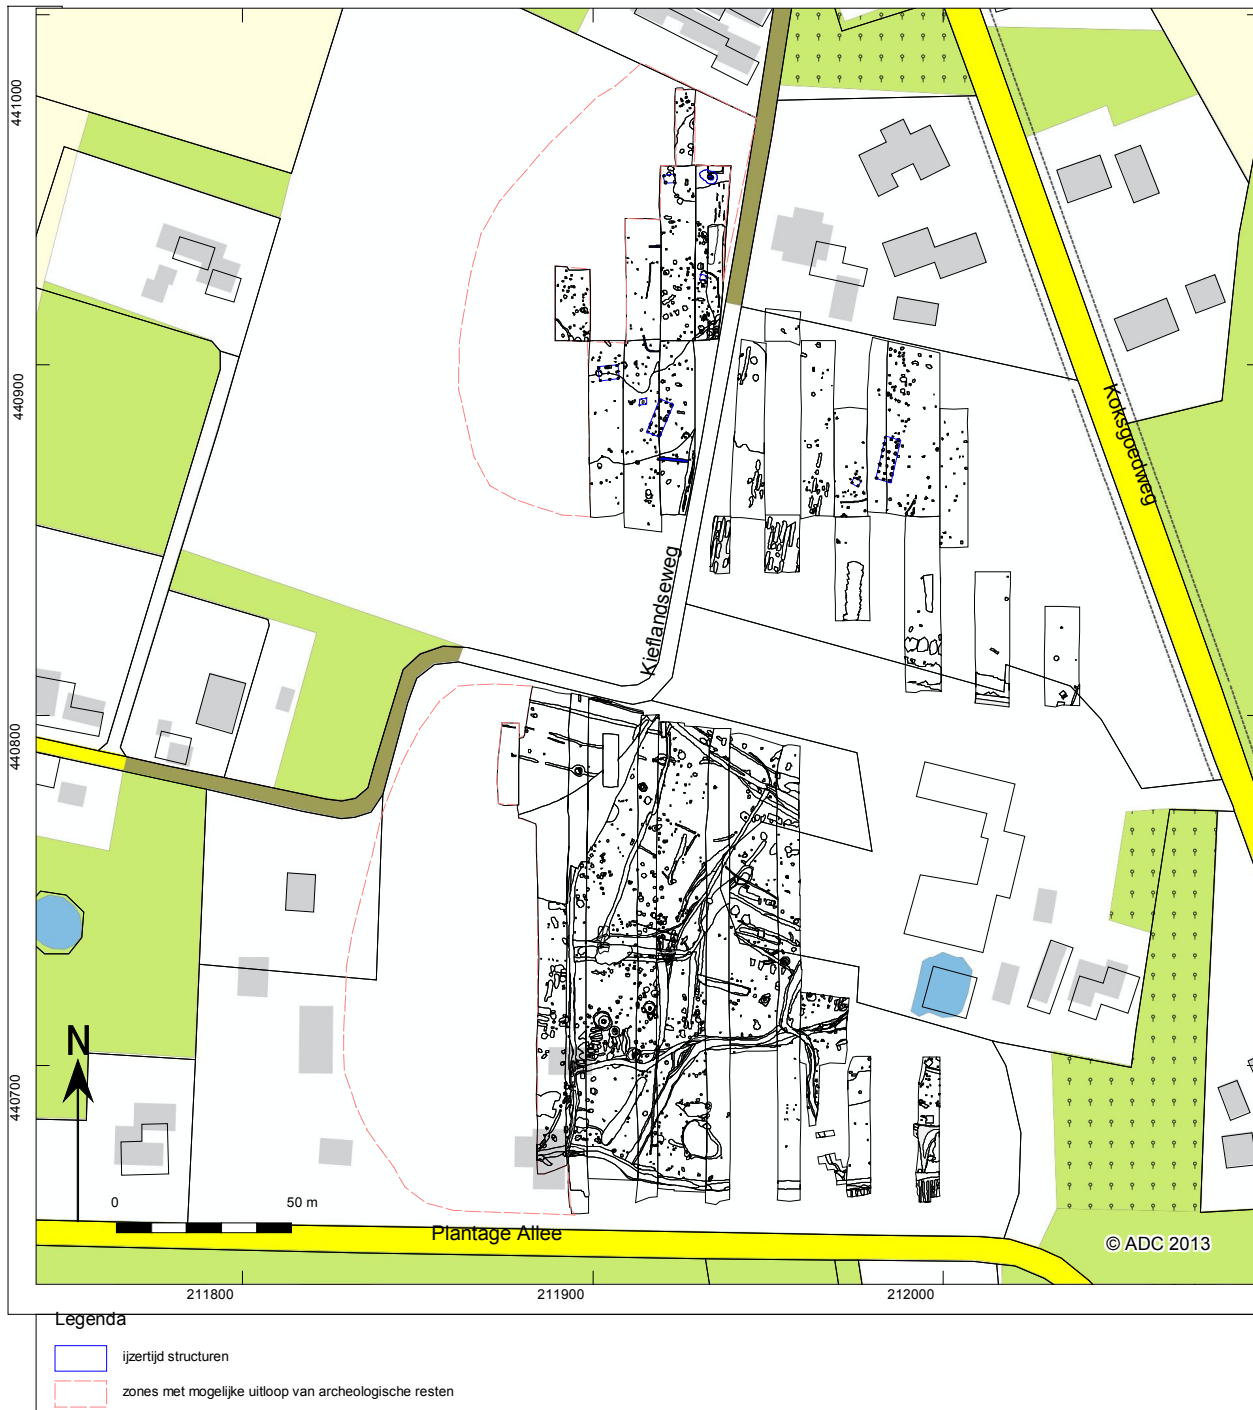 441000
440900
440800
440700
Koksgoedweg
Kieflandseweg
N
0 50 m
Plantage Allee
© ADC 2013
211800 211900 212000
Legenda
ijzertijd structuren
zones met mogelijke uitloop van archeologische resten